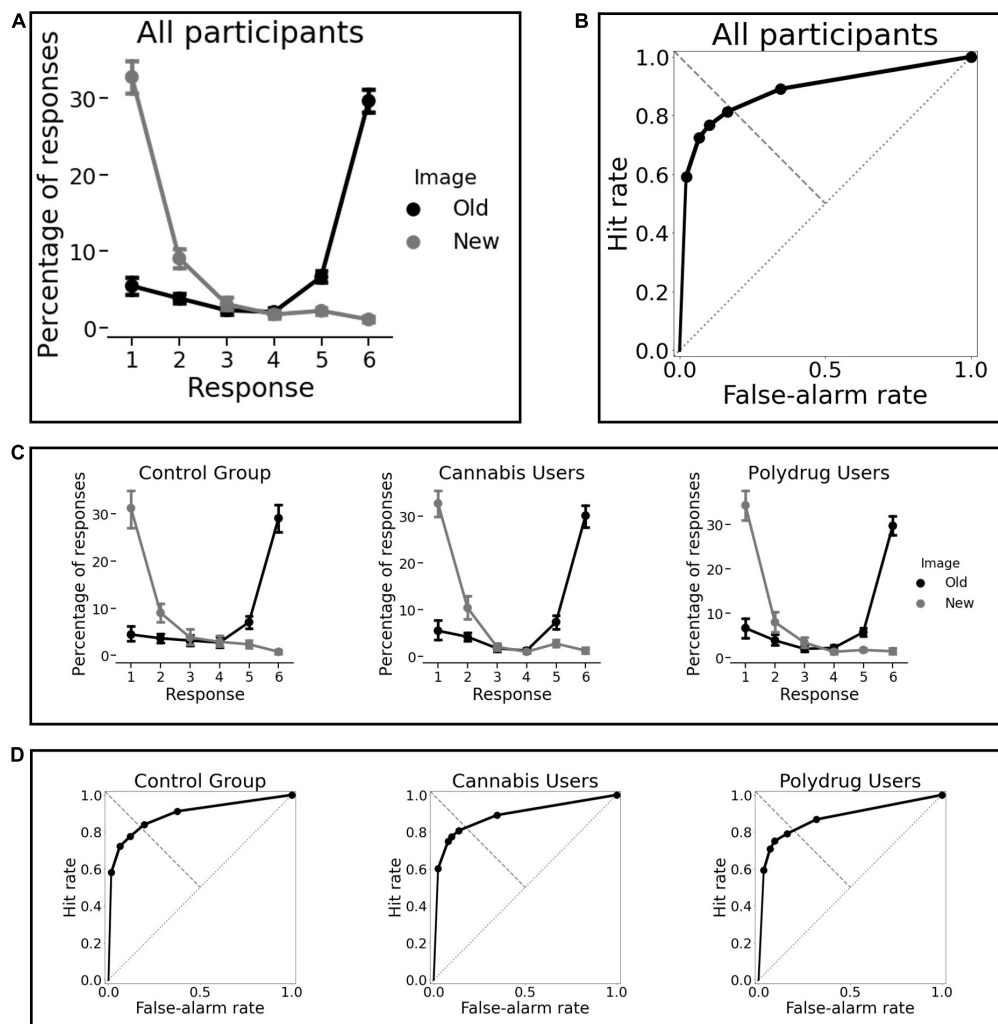 A
All participants
Percentage of responses
30
20
10
0
1 2 3 4 5 6
Response
Image
Old
New
B
All participants
Hit rate
1.0
0.8
0.6
0.4
0.2
0.0
0.0 0.5 1.0
False-alarm rate
C
Control Group
Percentage of responses
30
20
10
0
1 2 3 4 5 6
Response
Cannabis Users
Percentage of responses
30
20
10
0
1 2 3 4 5 6
Response
Polydrug Users
Percentage of responses
30
20
10
0
1 2 3 4 5 6
Response
Image
Old
New
D
Control Group
Hit rate
1.0
0.8
0.6
0.4
0.2
0.0
0.0 0.5 1.0
False-alarm rate
Cannabis Users
Hit rate
1.0
0.8
0.6
0.4
0.2
0.0
0.0 0.5 1.0
False-alarm rate
Polydrug Users
Hit rate
1.0
0.8
0.6
0.4
0.2
0.0
0.0 0.5 1.0
False-alarm rate